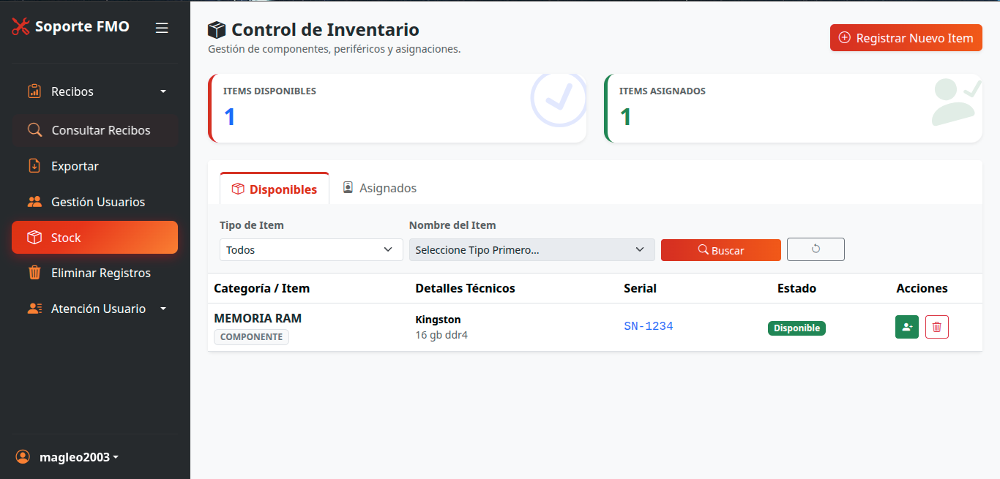 Soporte FMO
Recibos
Consultar Recibos
Exportar
Gestión Usuarios
Stock
Eliminar Registros
Atención Usuario
magleo2003
Control de Inventario
Gestión de componentes, periféricos y asignaciones.
Registrar Nuevo Item
ITEMS DISPONIBLES
1
ITEMS ASIGNADOS
1
Disponibles
Asignados
Tipo de Item
Nombre del Item
Todos
Seleccione Tipo Primero...
Buscar
Categoría / Item
Detalles Técnicos
Serial
Estado
Acciones
MEMORIA RAM
COMPONENTE
Kingston
16 gb ddr4
SN-1234
Disponible